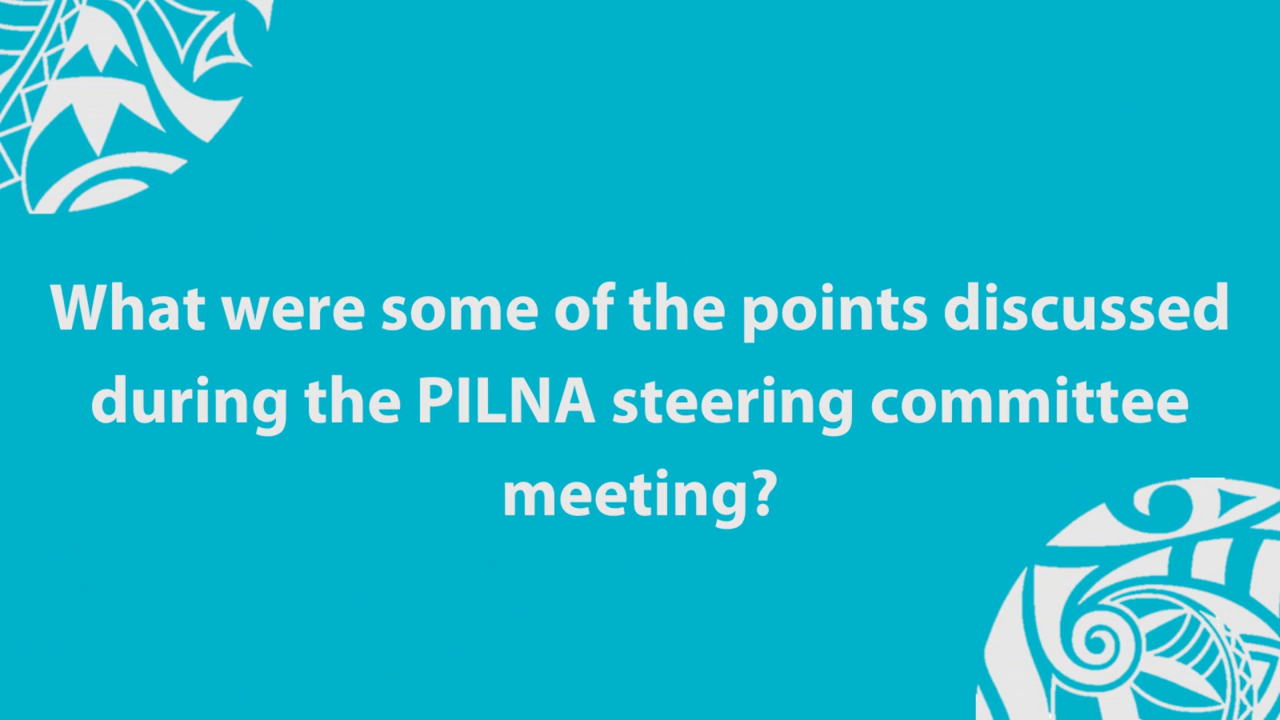 What were some of the points discussed
during the PILNA steering committee
meeting?